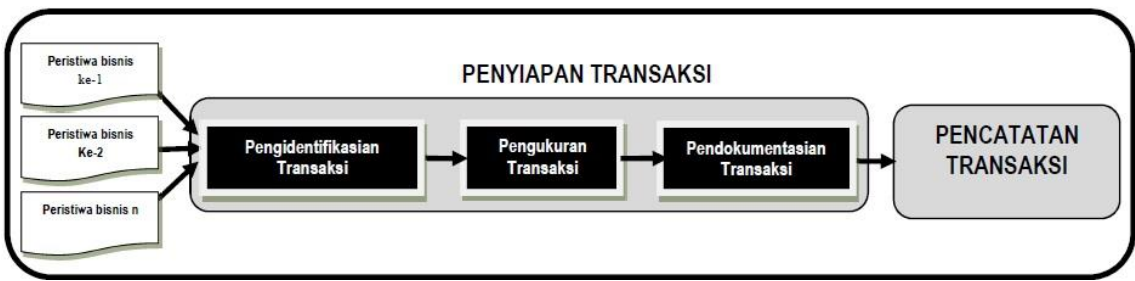 Peristiwa bisnis
ke-1
Peristiwa bisnis
Ke-2
Peristiwa bisnis n
PENYIAPAN TRANSAKSI
Pengidentifikasian
Transaksi
Pengukuran
Transaksi
Pendokumentasian
Transaksi
PENCATATAN
TRANSAKSI